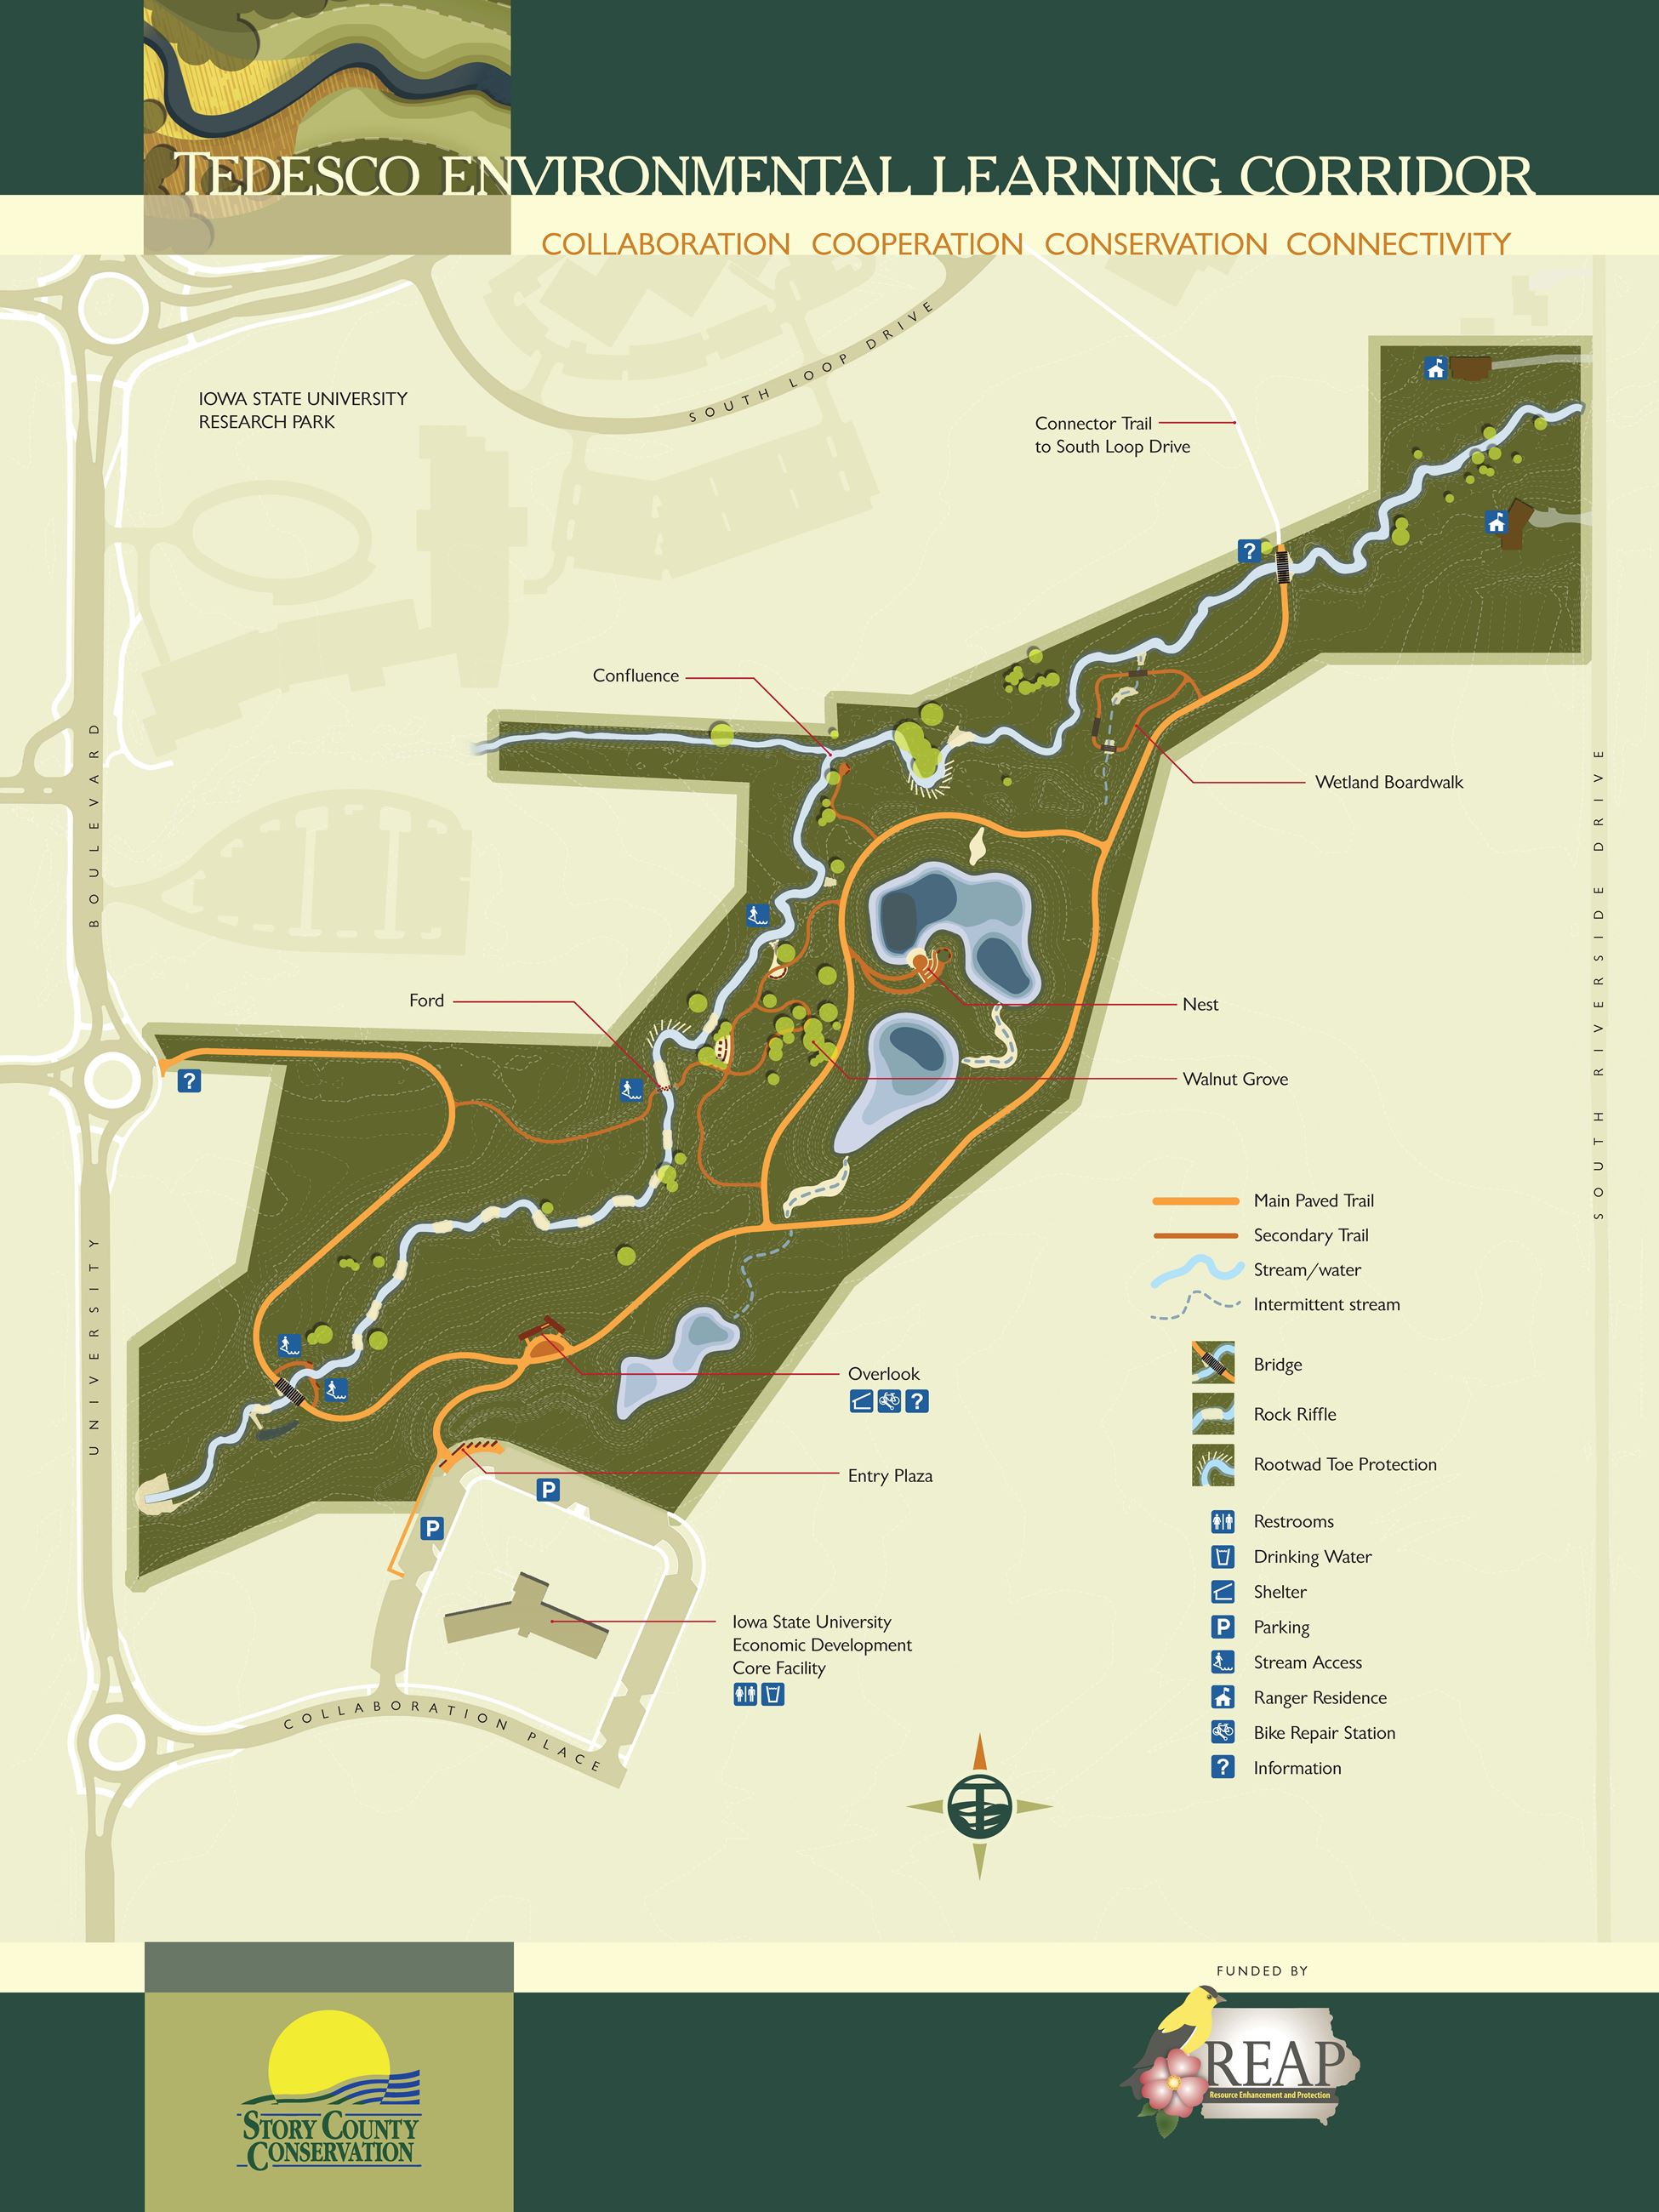 TEDESCO ENVIRONMENTAL LEARNING CORRIDOR
COLLABORATION COOPERATION CONSERVATION CONNECTIVITY
SOUTH LOOP DRIVE
IOWA STATE UNIVERSITY
RESEARCH PARK
Connector Trail
to South Loop Drive
?
Confluence
Wetland Boardwalk
UNIVERSITY BOULEVARD
SOUTH RIVERSIDE DRIVE
Ford
Nest
?
Walnut Grove
Main Paved Trail
Secondary Trail
Stream/water
Intermittent stream
Bridge
Overlook
?
Rock Riffle
Rootwad Toe Protection
Entry Plaza
P
P
Restrooms
Drinking Water
Shelter
P Parking
Stream Access
Ranger Residence
Bike Repair Station
? Information
Iowa State University
Economic Development
Core Facility
COLLABORATION PLACE
T
FUNDED BY
REAP
Resource Enhancement and Protection
STORY COUNTY
CONSERVATION